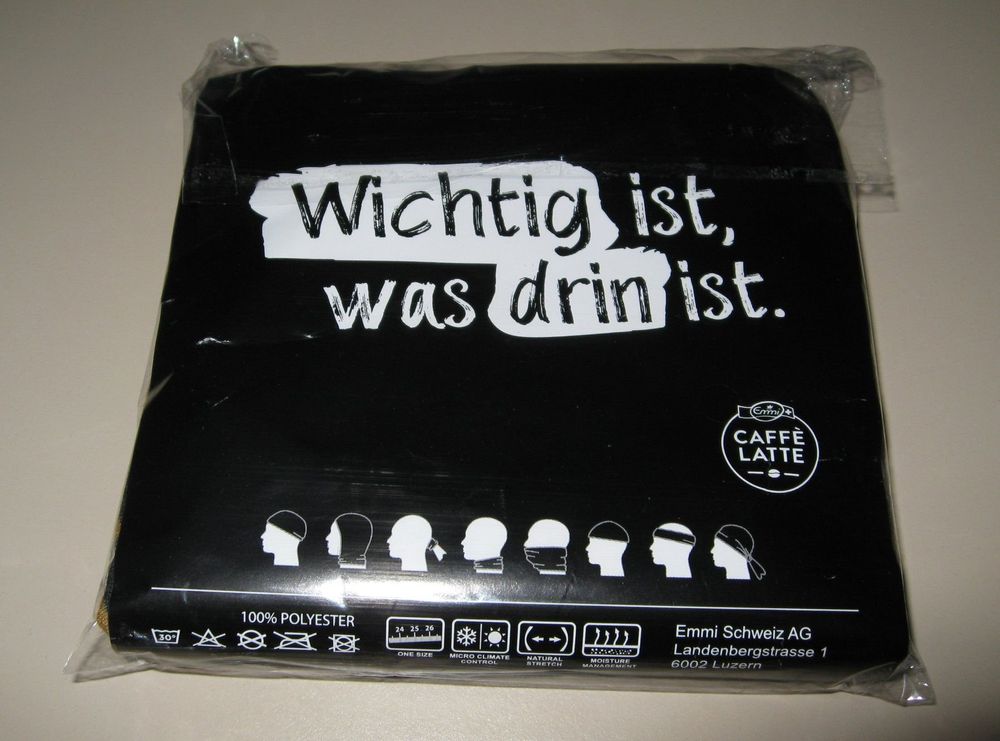 Wichtig ist,
was drin ist.
Emmi
CAFFÈ
LATTE
100% POLYESTER
30°
24 25 26
ONE SIZE
MICRO CLIMATE
CONTROL
NATURAL
STRETCH
MOISTURE
MANAGEMENT
Emmi Schweiz AG
Landenbergstrasse 1
6002 Luzern